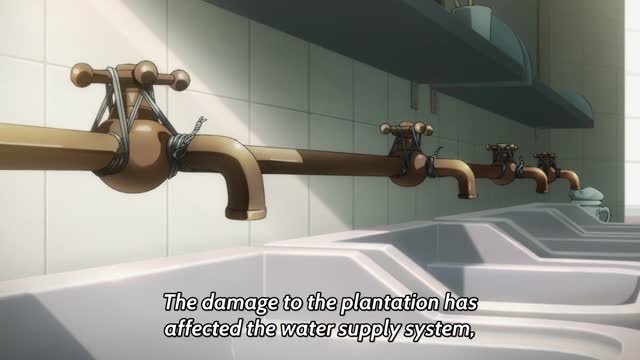 The damage to the plantation has
affected the water supply system,